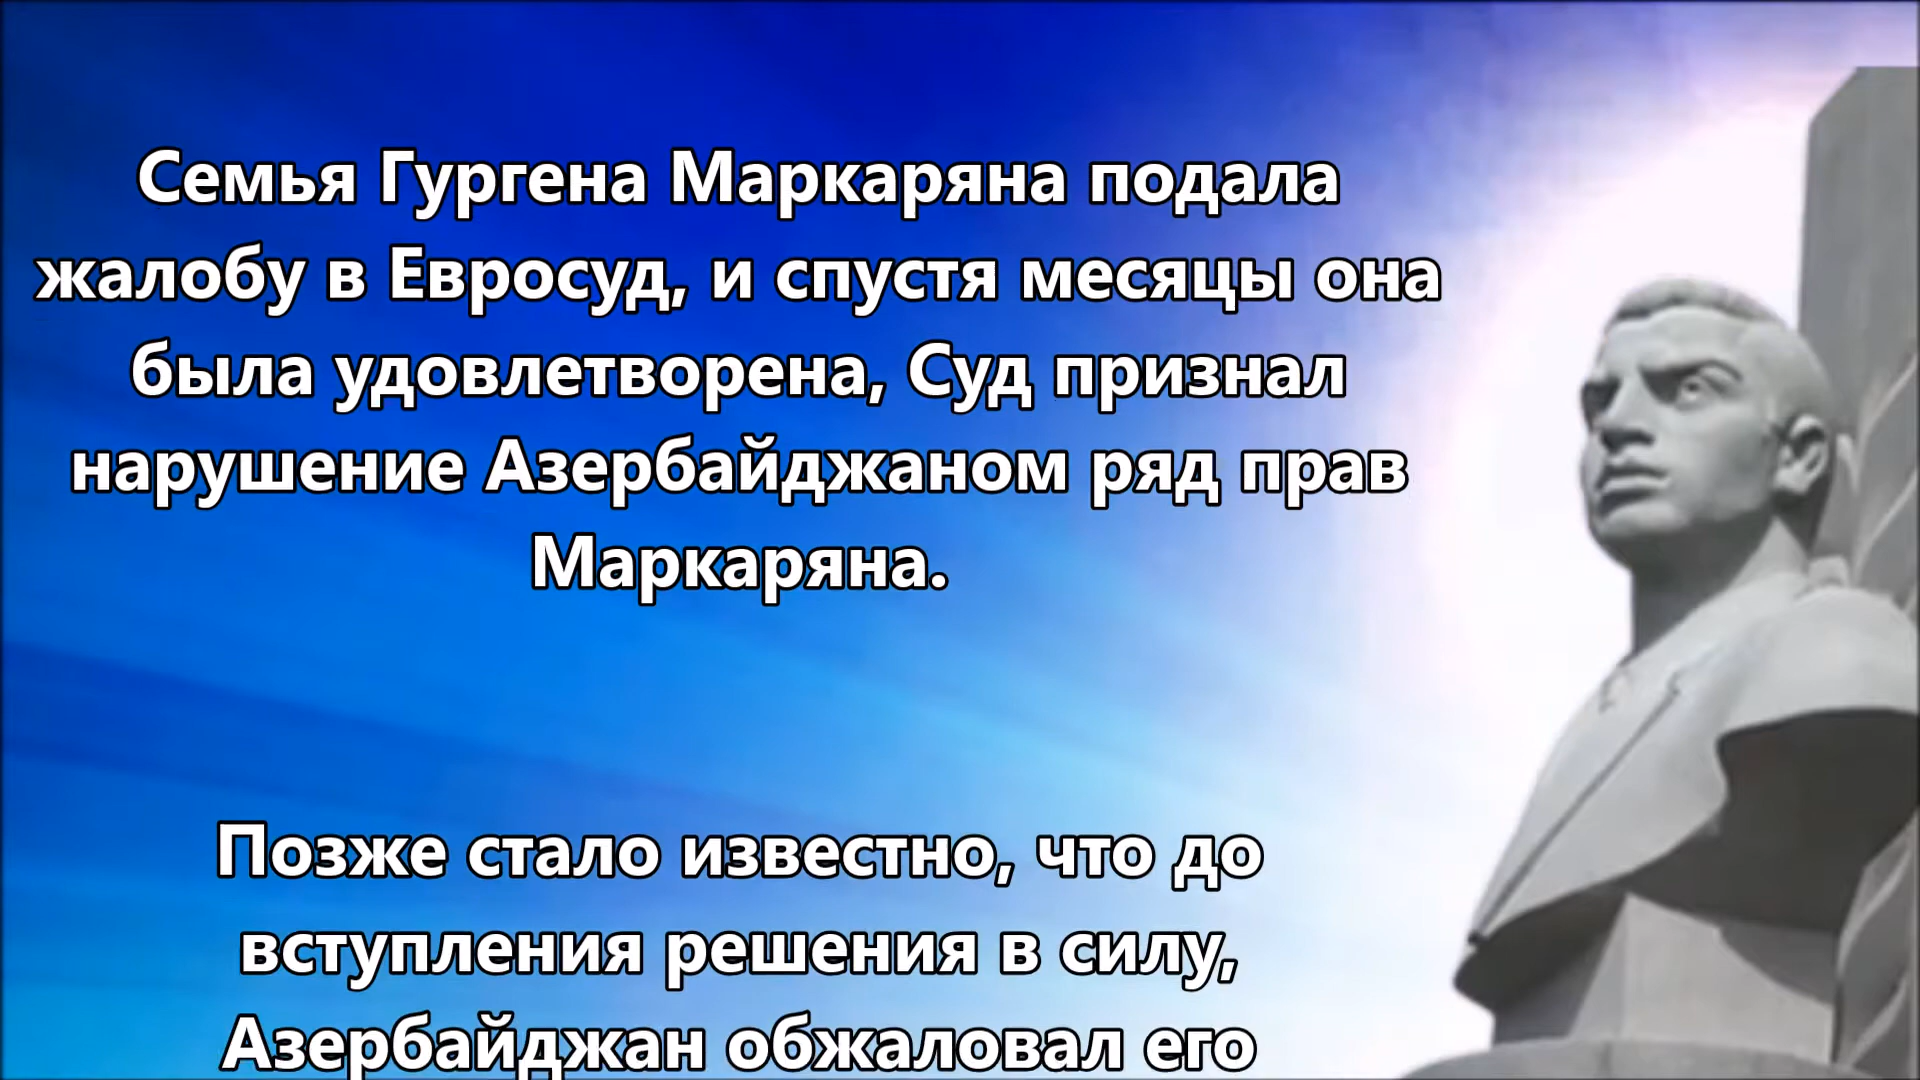 Семья Гургена Маркаряна подала
жалобу в Евросуд, и спустя месяцы она
была удовлетворена, Суд признал
нарушение Азербайджаном ряд прав
Маркаряна.
Позже стало известно, что до
вступления решения в силу,
Азербайджан обжаловал его